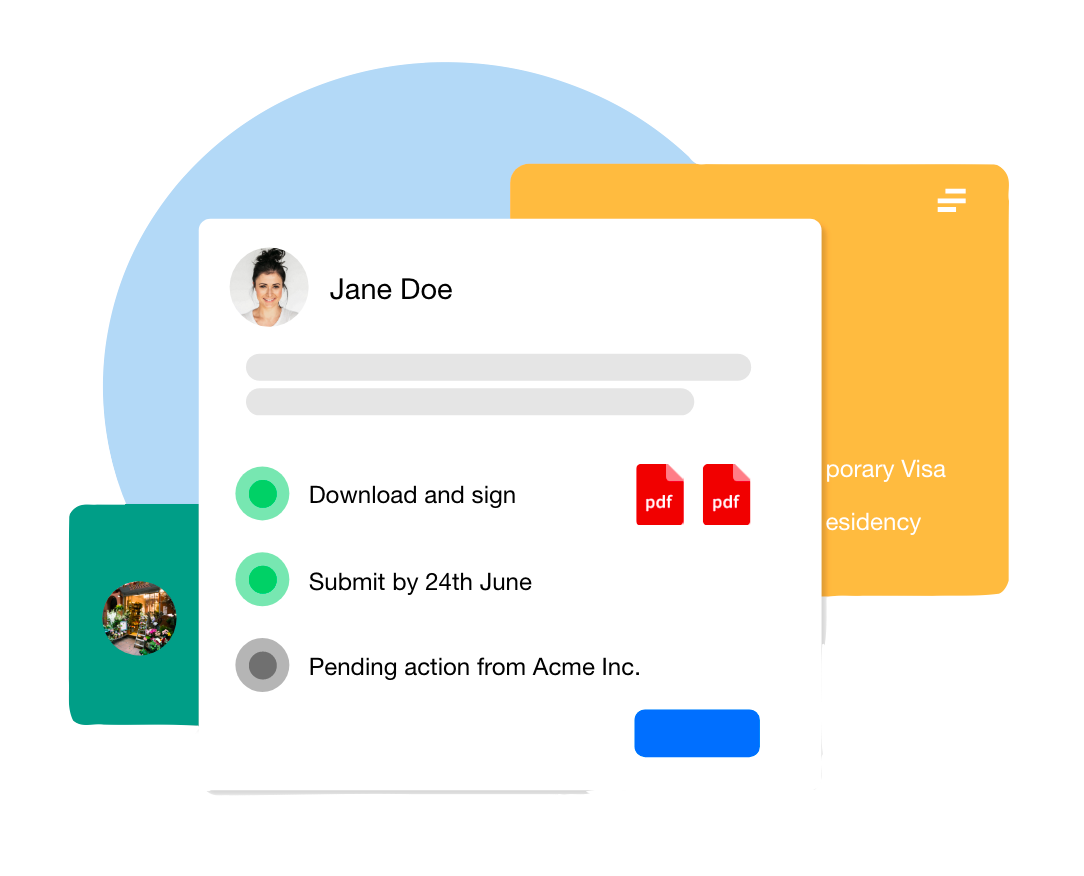 Jane Doe
Download and sign
pdf pdf
Submit by 24th June
Pending action from Acme Inc.
porary Visa
esidency